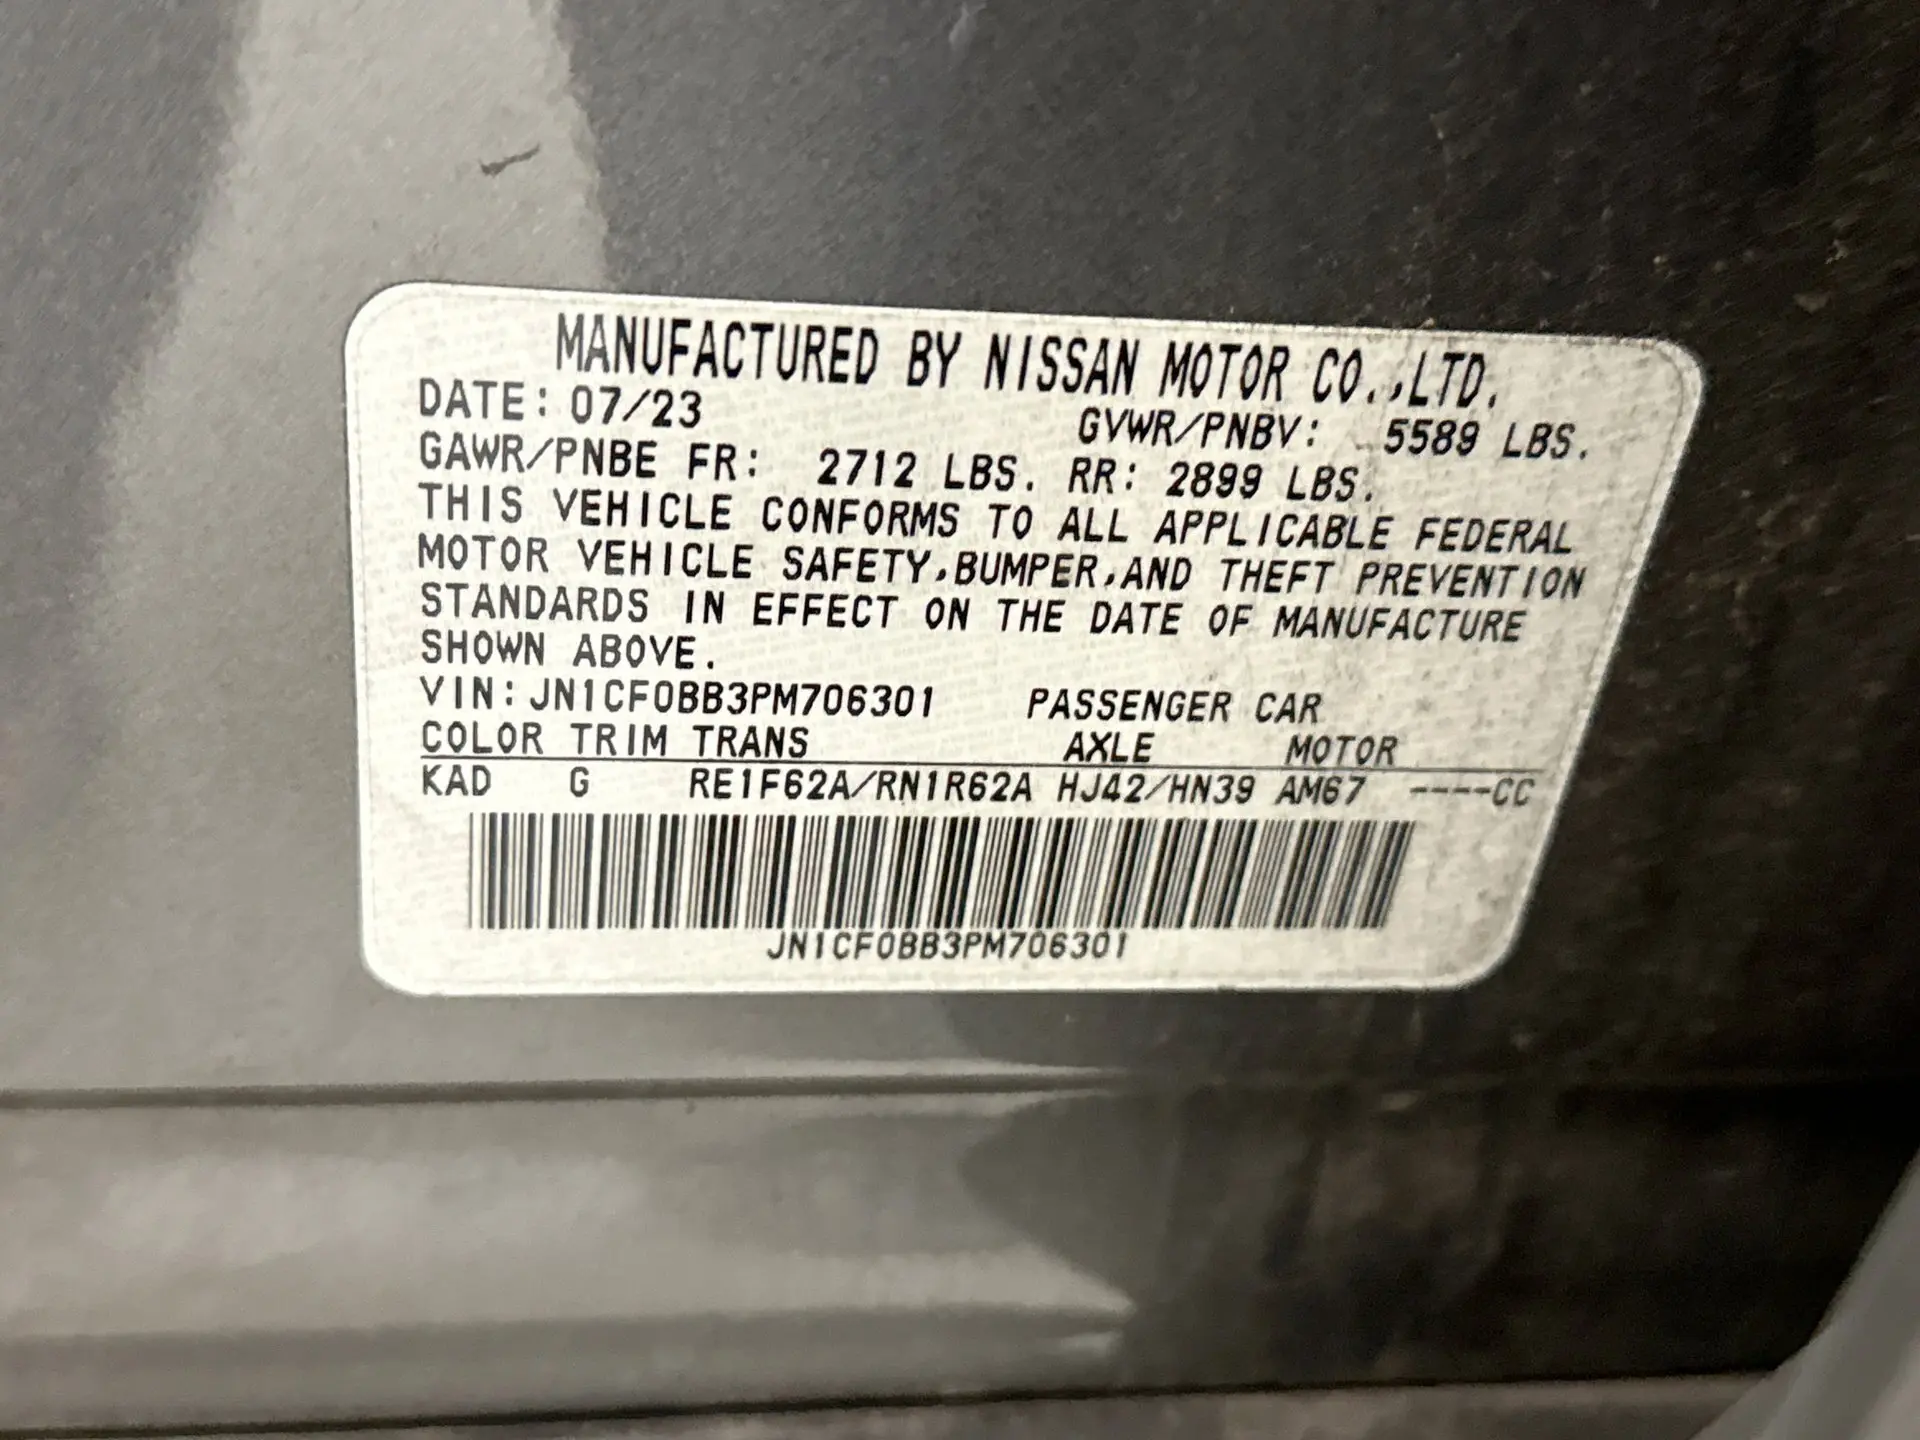 MANUFACTURED BY NISSAN MOTOR CO.,LTD.
DATE: 07/23 GVWR/PNBV: 5589 LBS.
GAWR/PNBE FR: 2712 LBS. RR: 2899 LBS.
THIS VEHICLE CONFORMS TO ALL APPLICABLE FEDERAL
MOTOR VEHICLE SAFETY,BUMPER,AND THEFT PREVENTION
STANDARDS IN EFFECT ON THE DATE OF MANUFACTURE
SHOWN ABOVE.
VIN: JN1CF0BB3PM706301 PASSENGER CAR
COLOR TRIM TRANS AXLE MOTOR
KAD G RE1F62A/RN1R62A HJ42/HN39 AM67 ----CC
JN1CF0BB3PM706301